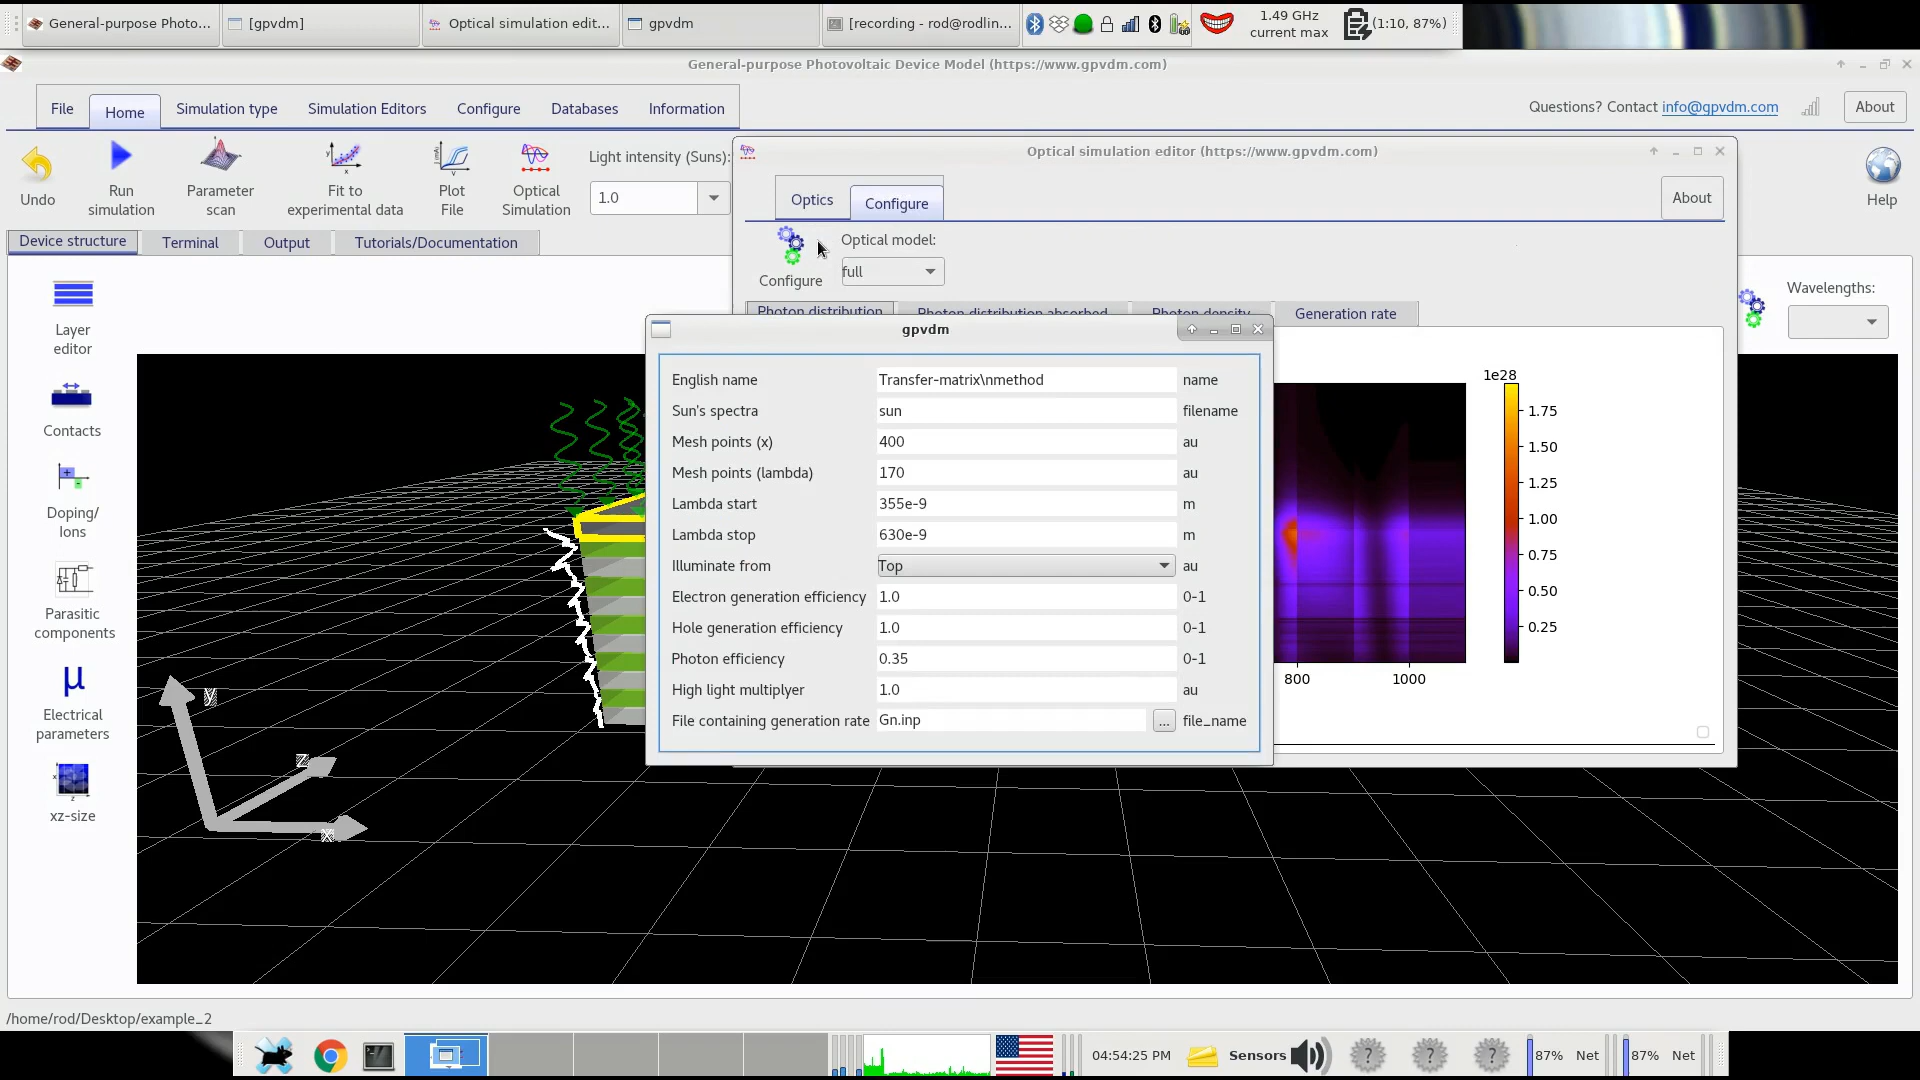 General-purpose Photo...
[gpvdm]
Optical simulation edit...
gpvdm
[recording - rod@rodlin...
1.49 GHz
current max
(1:10, 87%)
General-purpose Photovoltaic Device Model (https://www.gpvdm.com)
File
Home
Simulation type
Simulation Editors
Configure
Databases
Information
Questions? Contact info@gpvdm.com
About
Undo
Run
simulation
Parameter
scan
Fit to
experimental data
Plot
File
Optical
Simulation
Light intensity (Suns):
1.0
Help
Device structure
Terminal
Output
Tutorials/Documentation
Optical simulation editor (https://www.gpvdm.com)
Optics
Configure
About
Configure
Optical model:
full
Photon distribution
Photon distribution absorbed
Photon density
Generation rate
Wavelengths:
Layer
editor
Contacts
Doping/
Ions
Parasitic
components
μ
Electrical
parameters
xz-size
y
z
x
gpvdm
English name
Transfer-matrix\nmethod
name
Sun's spectra
sun
filename
Mesh points (x)
400
au
Mesh points (lambda)
170
au
Lambda start
355e-9
m
Lambda stop
630e-9
m
Illuminate from
Top
au
Electron generation efficiency
1.0
0-1
Hole generation efficiency
1.0
0-1
Photon efficiency
0.35
0-1
High light multiplyer
1.0
au
File containing generation rate
Gn.inp
...
file_name
1e28
1.75
1.50
1.25
1.00
0.75
0.50
0.25
800
1000
/home/rod/Desktop/example_2
04:54:25 PM
Sensors
87%
Net
87%
Net